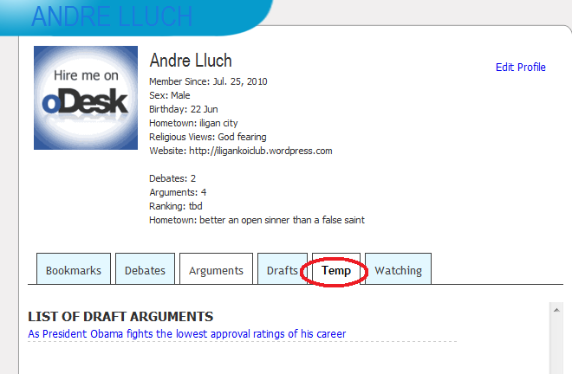 ANDRE LLUCH
Hire me on
oDesk
Andre Lluch
Edit Profile
Member Since: Jul. 25, 2010
Sex: Male
Birthday: 22 Jun
Hometown: iligan city
Religious Views: God fearing
Website: http://iligankoiclub.wordpress.com
Debates: 2
Arguments: 4
Ranking: tbd
Hometown: better an open sinner than a false saint
Bookmarks Debates Arguments Drafts Temp Watching
LIST OF DRAFT ARGUMENTS
As President Obama fights the lowest approval ratings of his career